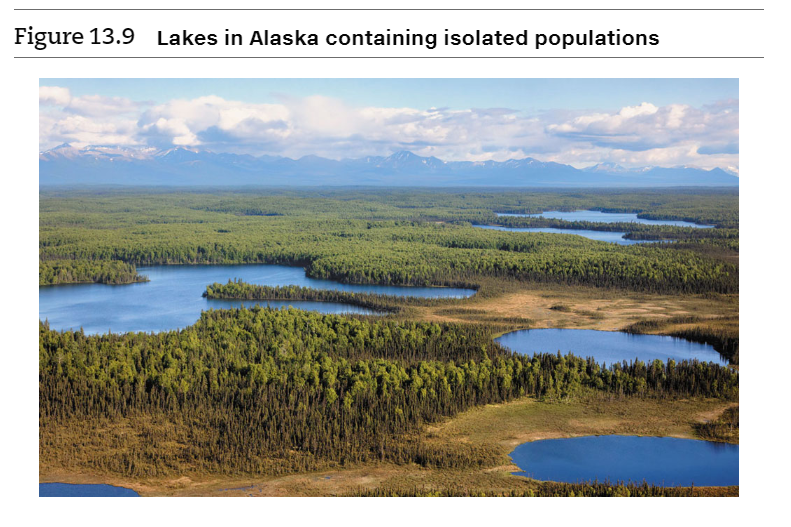 Figure 13.9 Lakes in Alaska containing isolated populations